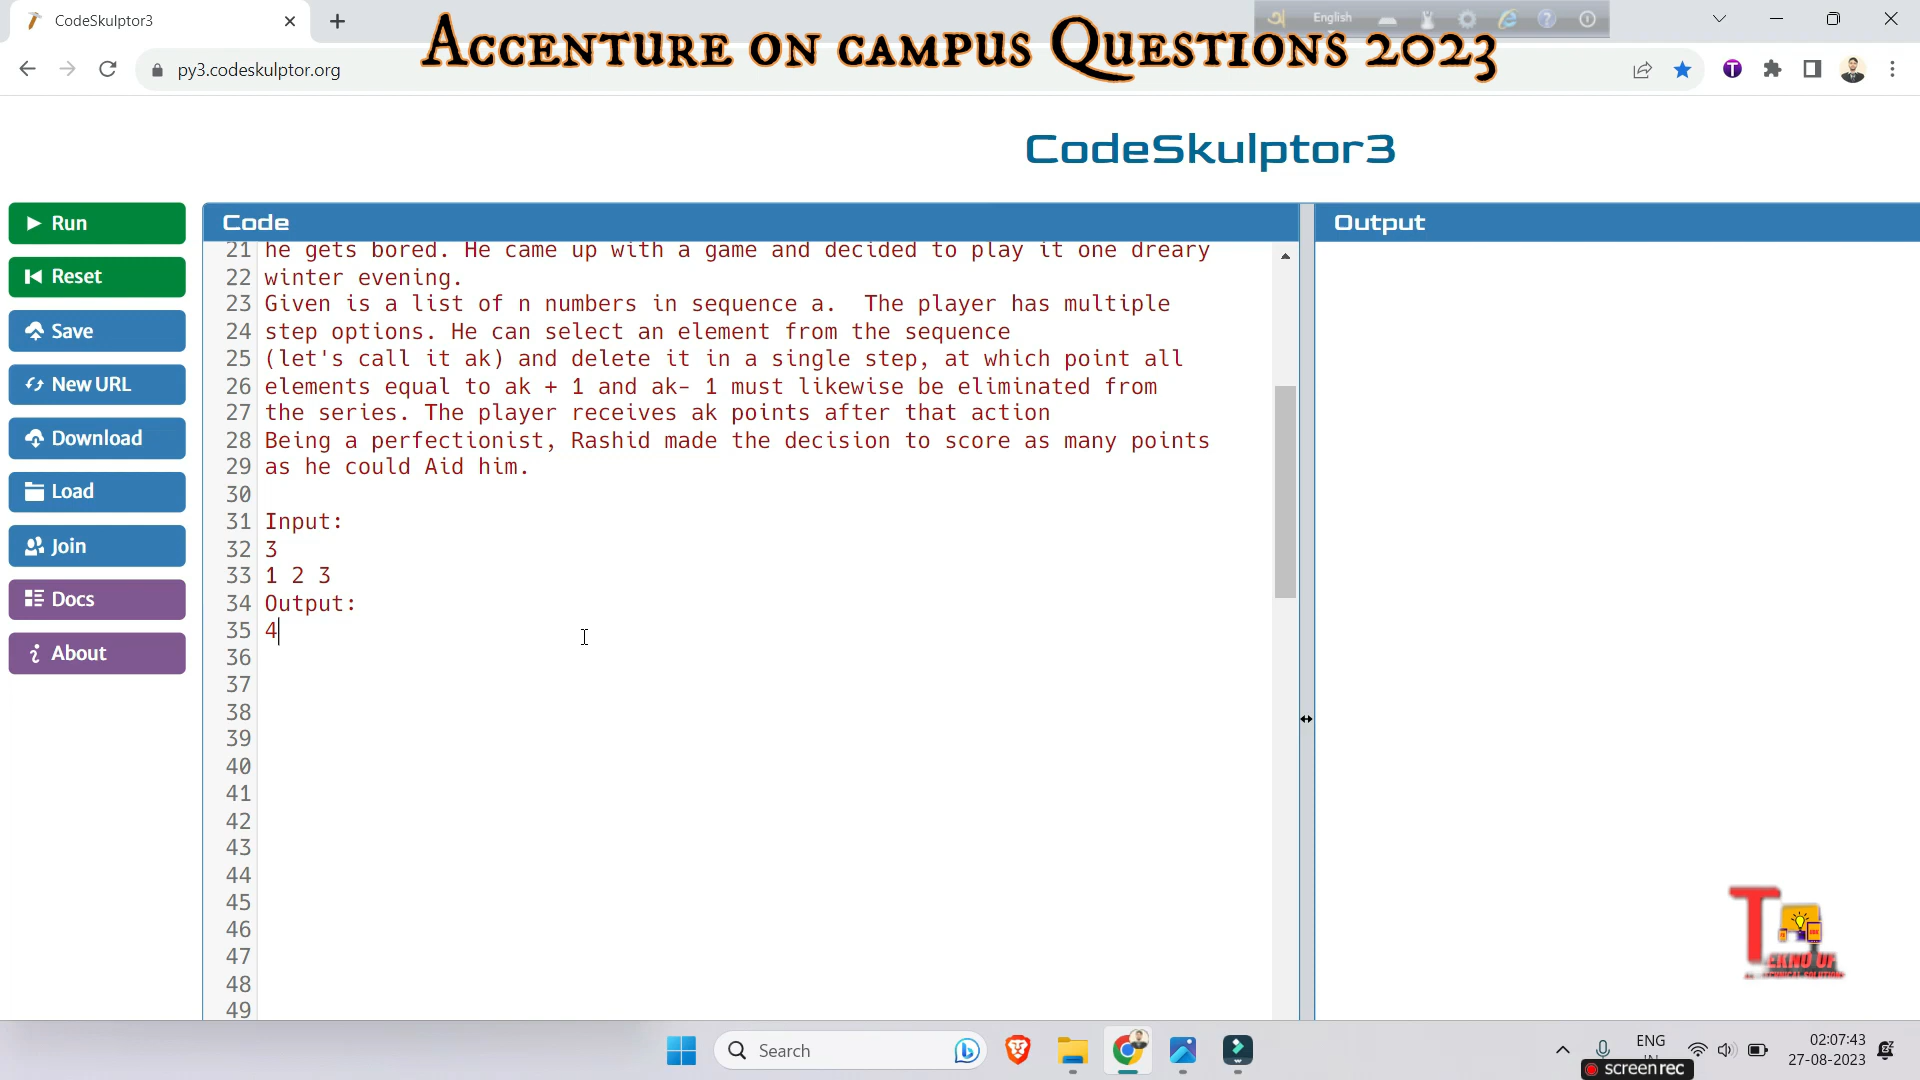 CodeSkulptor3
English
ACCENTURE ON CAMPUS QUESTIONS 2023
py3.codeskulptor.org
CodeSkulptor3
Run
Reset
Save
New URL
Download
Load
Join
Docs
About
Code
Output
21 he gets bored. He came up with a game and decided to play it one dreary
22 winter evening.
23 Given is a list of n numbers in sequence a.  The player has multiple
24 step options. He can select an element from the sequence
25 (let's call it ak) and delete it in a single step, at which point all
26 elements equal to ak + 1 and ak- 1 must likewise be eliminated from
27 the series. The player receives ak points after that action
28 Being a perfectionist, Rashid made the decision to score as many points
29 as he could Aid him.
30
31 Input:
32 3
33 1 2 3
34 Output:
35 4
36
37
38
39
40
41
42
43
44
45
46
47
48
49
TEKNO UF
Search
ENG
02:07:43
27-08-2023
screenrec